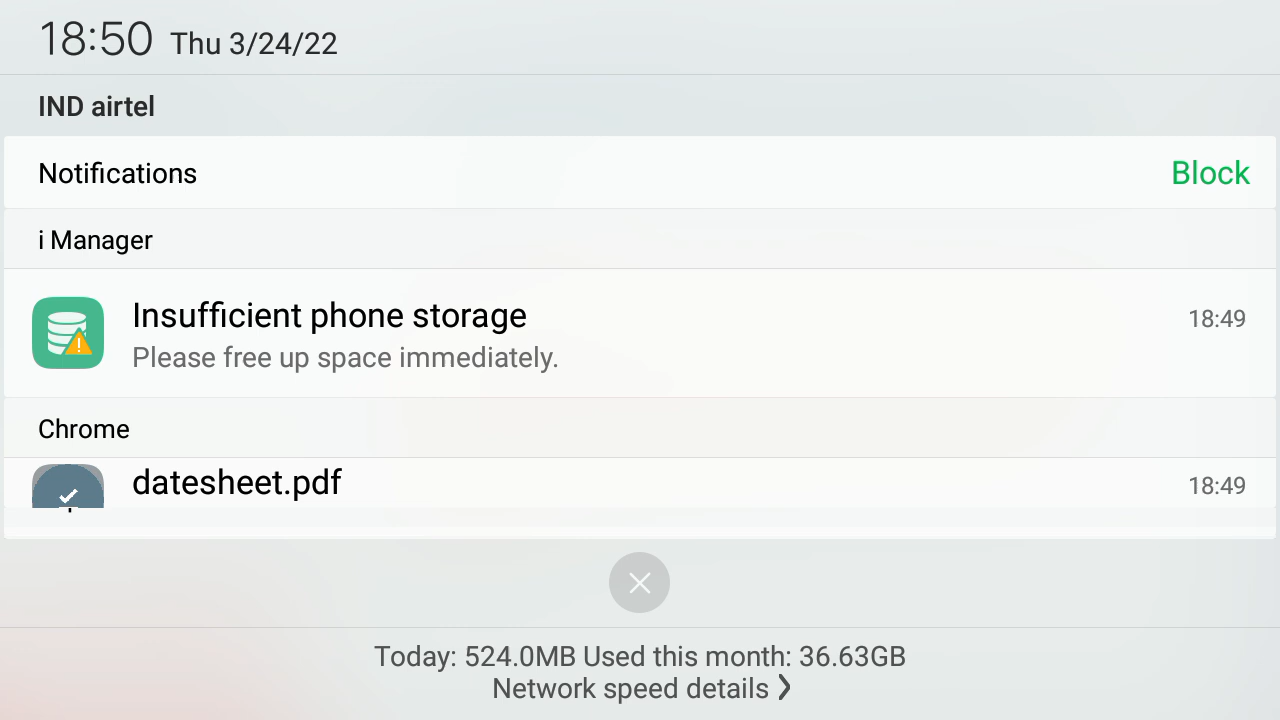 18:50 Thu 3/24/22
IND airtel
Notifications Block
i Manager
Insufficient phone storage 18:49
Please free up space immediately.
Chrome
datesheet.pdf 18:49
Today: 524.0MB Used this month: 36.63GB
Network speed details